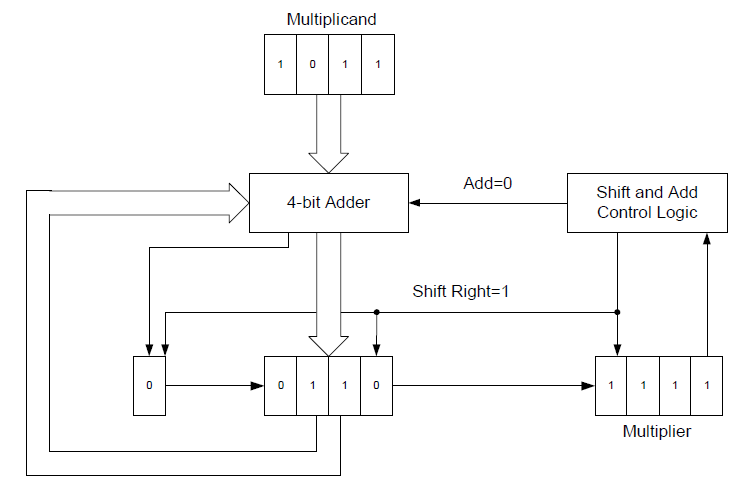 Multiplicand
1 0 1 1
Add=0
4-bit Adder
Shift and Add
Control Logic
Shift Right=1
0
0 1 1 0
1 1 1 1
Multiplier